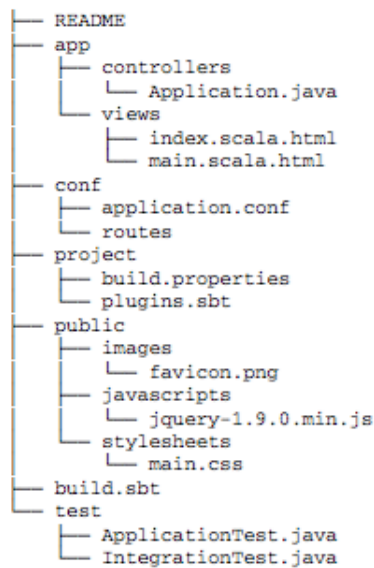 README
app
controllers
Application.java
views
index.scala.html
main.scala.html
conf
application.conf
routes
project
build.properties
plugins.sbt
public
images
favicon.png
javascripts
jquery-1.9.0.min.js
stylesheets
main.css
build.sbt
test
ApplicationTest.java
IntegrationTest.java